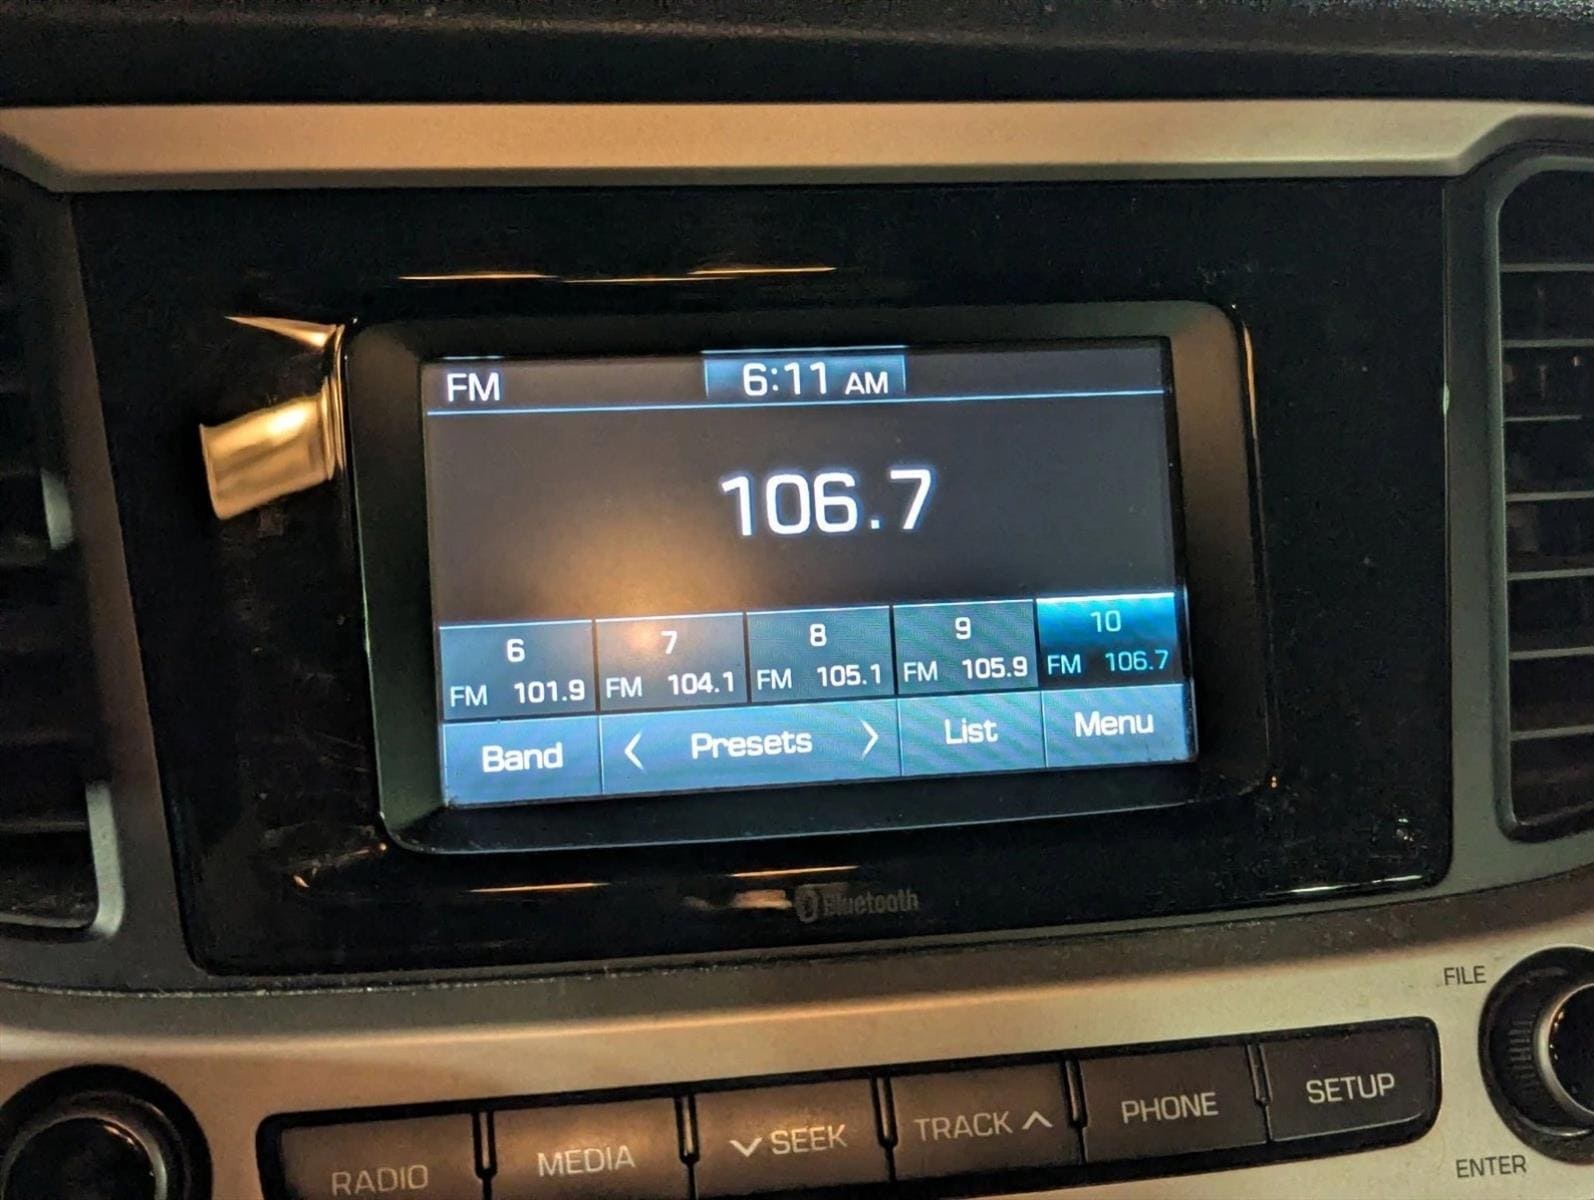 FM 6:11 AM
106.7
6 7 8 9 10
FM 101.9 FM 104.1 FM 105.1 FM 105.9 FM 106.7
Band < Presets > List Menu
Bluetooth
FILE
RADIO MEDIA ∨ SEEK TRACK ∧ PHONE SETUP
ENTER